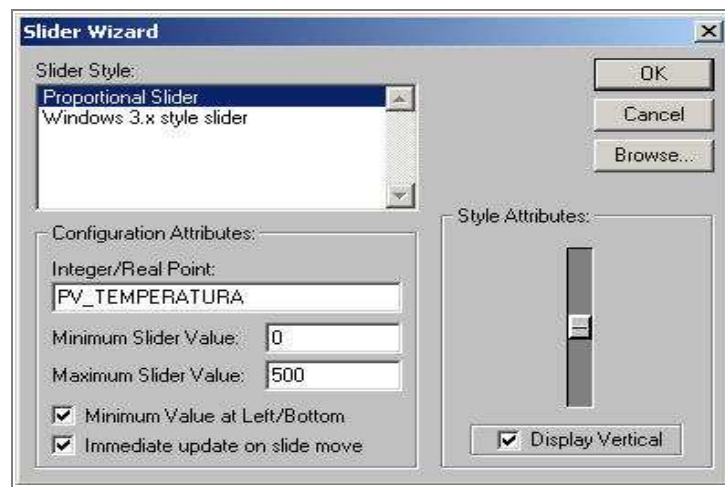 Slider Wizard
Slider Style:
Proportional Slider
Windows 3.x style slider
OK
Cancel
Browse...
Configuration Attributes:
Integer/Real Point:
PV_TEMPERATURA
Minimum Slider Value: 0
Maximum Slider Value: 500
Minimum Value at Left/Bottom
Immediate update on slide move
Style Attributes:
Display Vertical